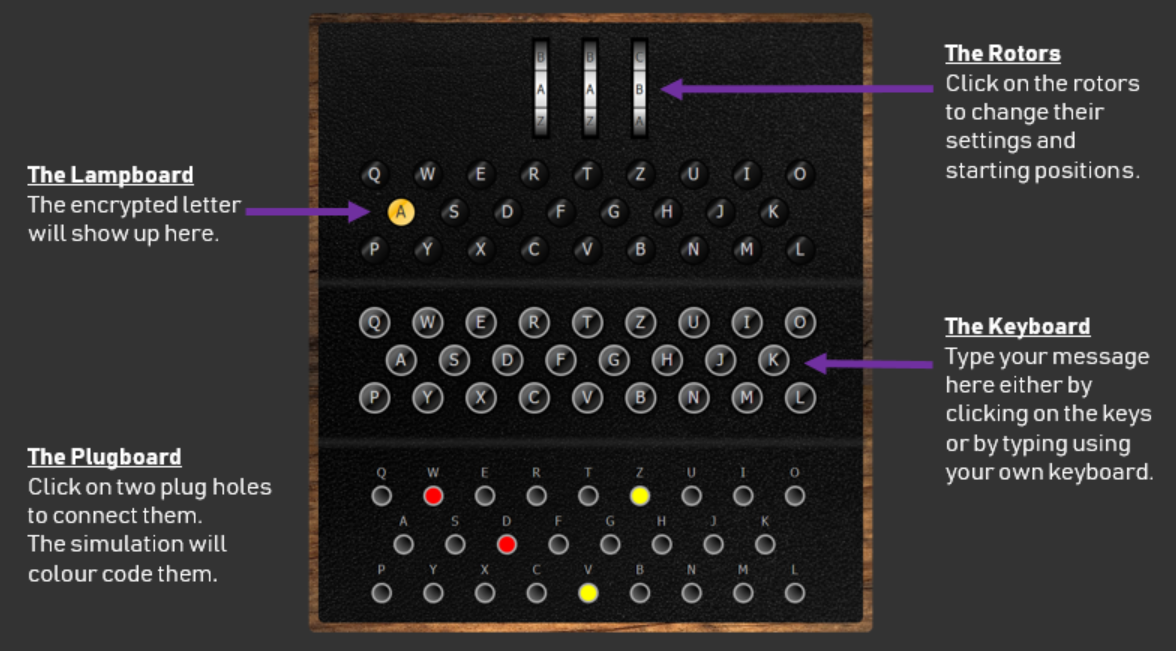 The Rotors
Click on the rotors
to change their
settings and
starting positions.
B B C
A A B
Z Z A
The Lampboard
The encrypted letter
will show up here.
Q W E R T Z U I O
A S D F G H J K
P Y X C V B N M L
Q W E R T Z U I O
A S D F G H J K
P Y X C V B N M L
The Keyboard
Type your message
here either by
clicking on the keys
or by typing using
your own keyboard.
The Plugboard
Click on two plug holes
to connect them.
The simulation will
colour code them.
Q W E R T Z U I O
A S D F G H J K
P Y X C V B N M L